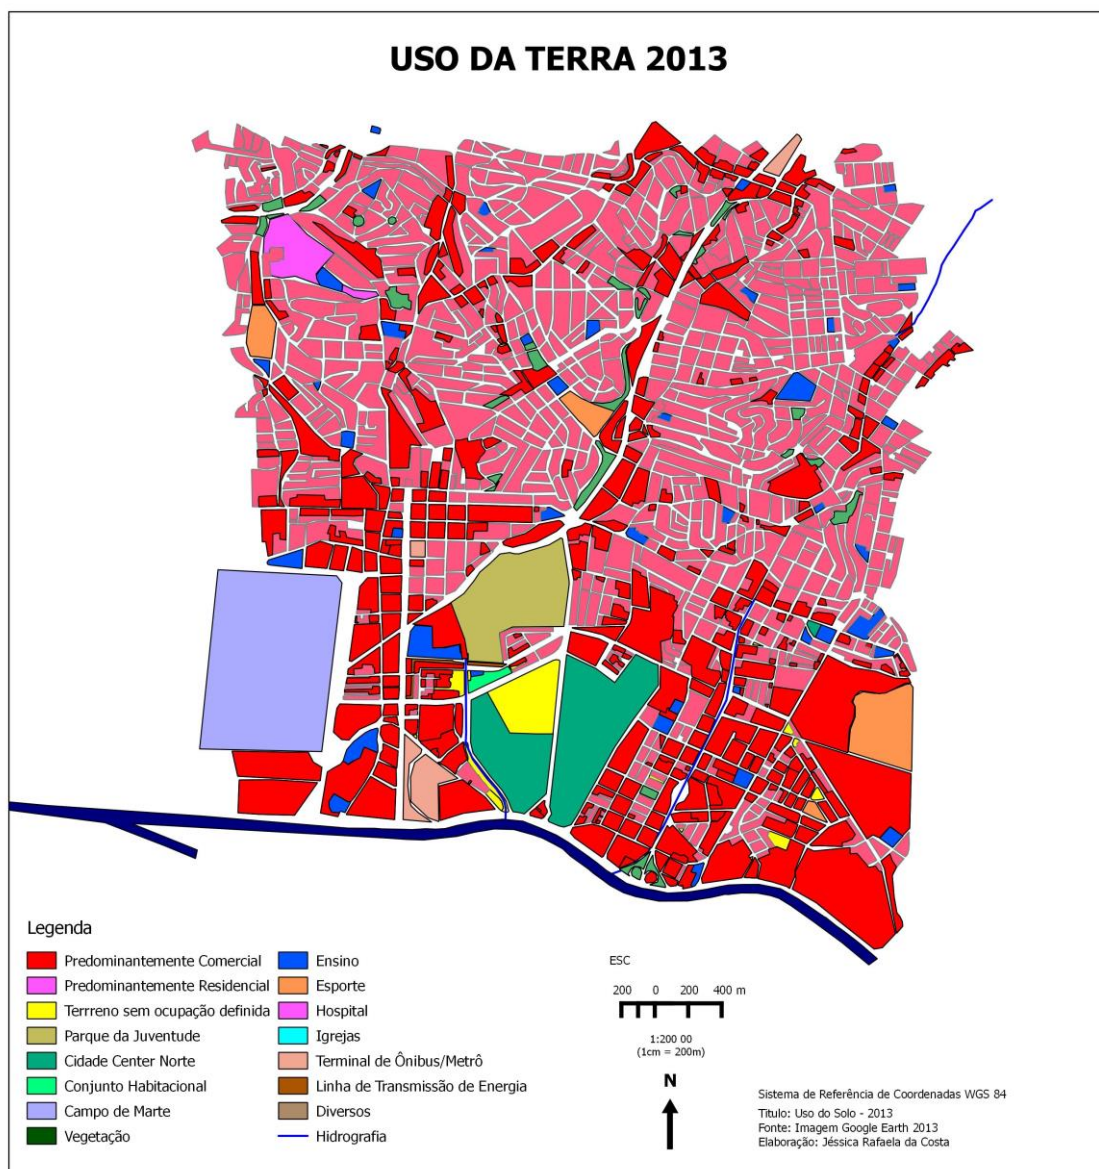 USO DA TERRA 2013
Legenda
Predominantemente Comercial
Predominantemente Residencial
Terrreno sem ocupação definida
Parque da Juventude
Cidade Center Norte
Conjunto Habitacional
Campo de Marte
Vegetação
Ensino
Esporte
Hospital
Igrejas
Terminal de Ônibus/Metrô
Linha de Transmissão de Energia
Diversos
Hidrografia
ESC
200 0 200 400 m
1:200 00
(1cm = 200m)
N
Sistema de Referência de Coordenadas WGS 84
Titulo: Uso do Solo - 2013
Fonte: Imagem Google Earth 2013
Elaboração: Jéssica Rafaela da Costa